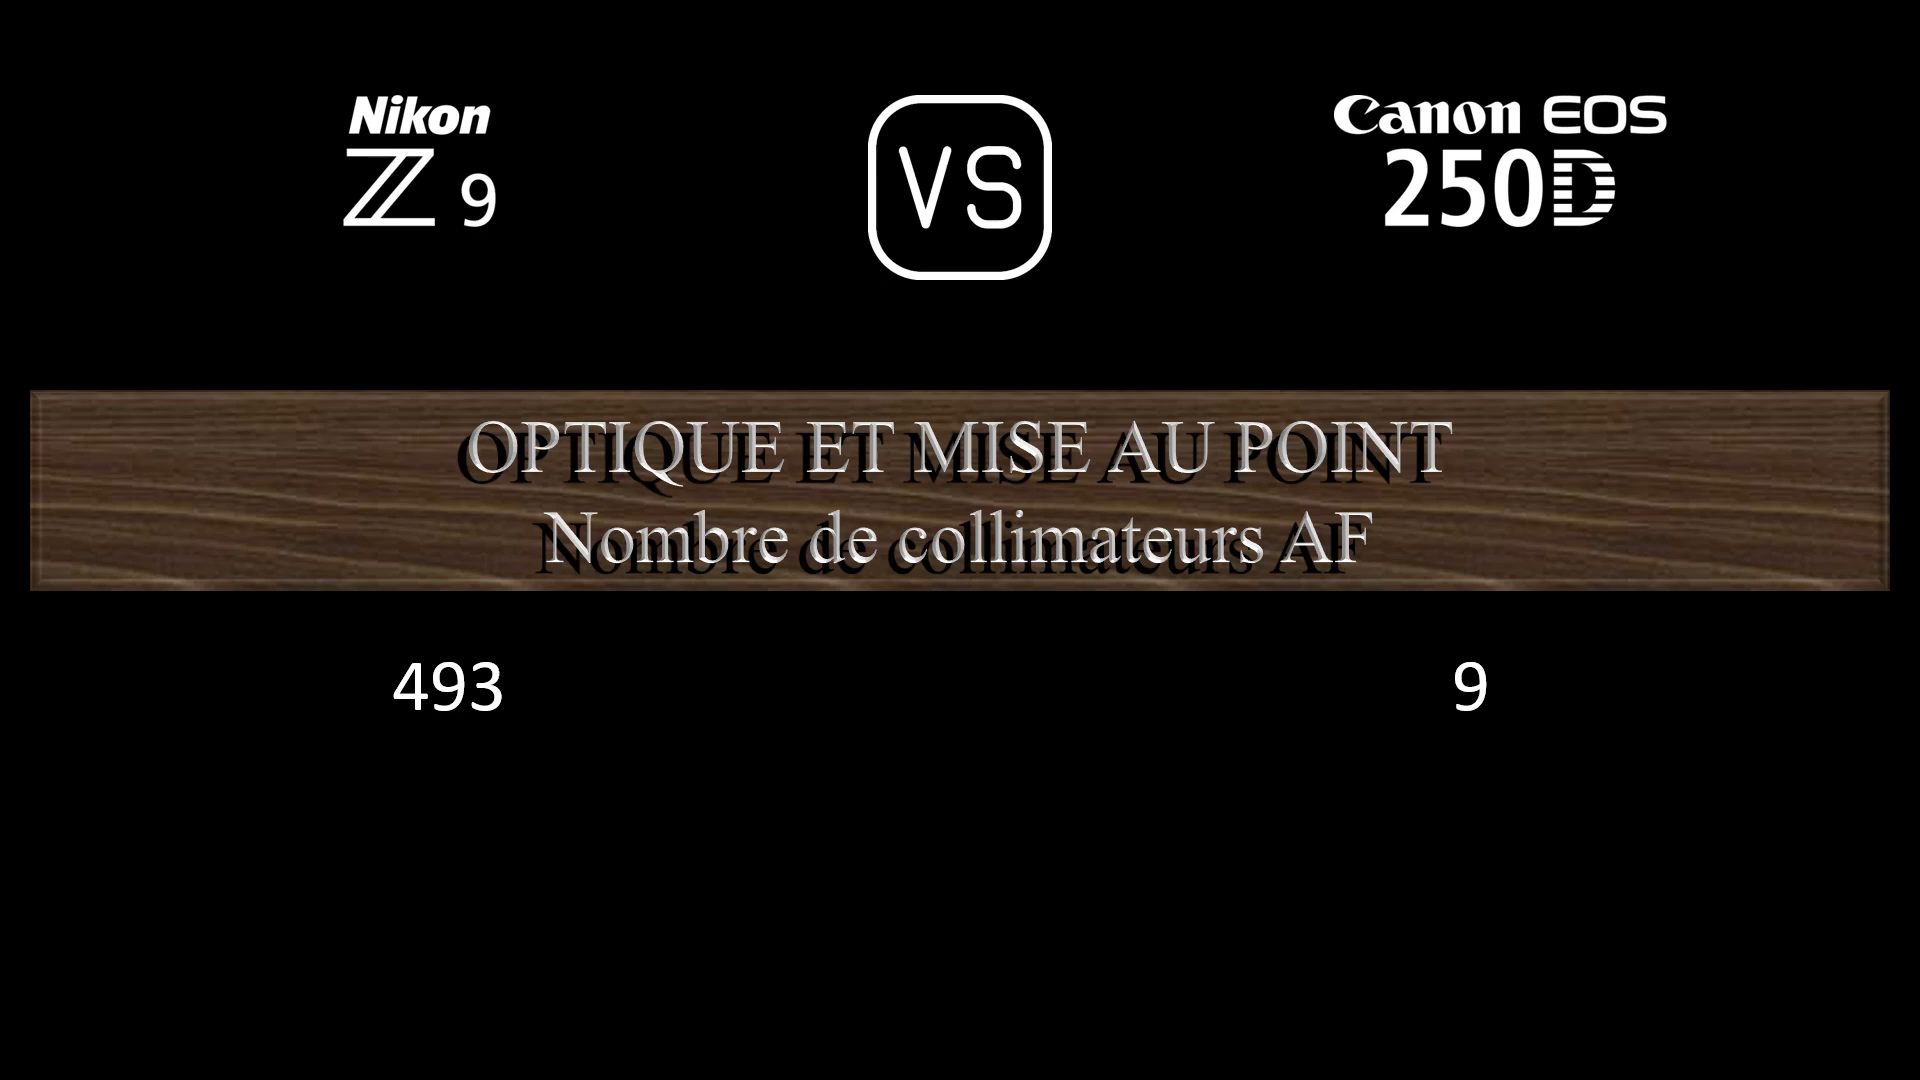 Nikon
Z 9
VS
Canon EOS
250D
OPTIQUE ET MISE AU POINT
Nombre de collimateurs AF
493
9